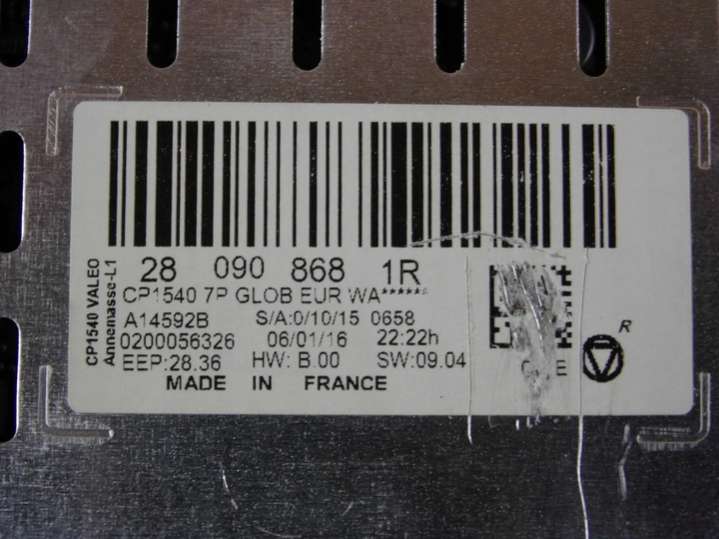 28 090 868 1R
CP1540 7P GLOB EUR WA*****
A14592B S/A:0/10/15 0658
0200056326 06/01/16 22:22h
EEP:28.36 HW: B.00 SW:09.04
MADE IN FRANCE
CP1540 VALEO
Annemasse-L1
R